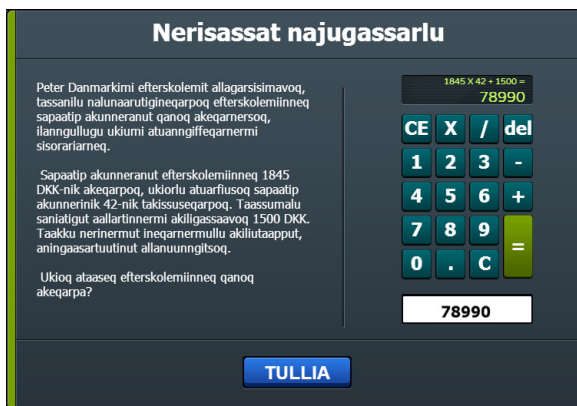 Nerisassat najugassarlu
Peter Danmarkimi efterskolemit allagarsisimavoq,
tassanilu nalunaarutigineqarpoq efterskolemiinneq
sapaatip akunneranut qanoq akeqarnersoq,
ilanngullugu ukiumi atuanngiffeqarnermi
sisorariarneq.
Sapaatip akunneranut efterskolemiinneq 1845
DKK-nik akeqarpoq, ukiorlu atuarfiusoq sapaatip
akunnerinik 42-nik takissuseqarpoq. Taassumalu
saniatigut aallartinnermi akiligassaavoq 1500 DKK.
Taakku nerinermut ineqarnermullu akiliutaapput,
aningaasartuutinut allanuunngitsoq.
Ukioq ataaseq efterskolemiinneq qanoq
akeqarpa?
1845 X 42 + 1500 =
78990
CE X / del
1 2 3 -
4 5 6 +
7 8 9 =
0 . C
78990
TULLIA